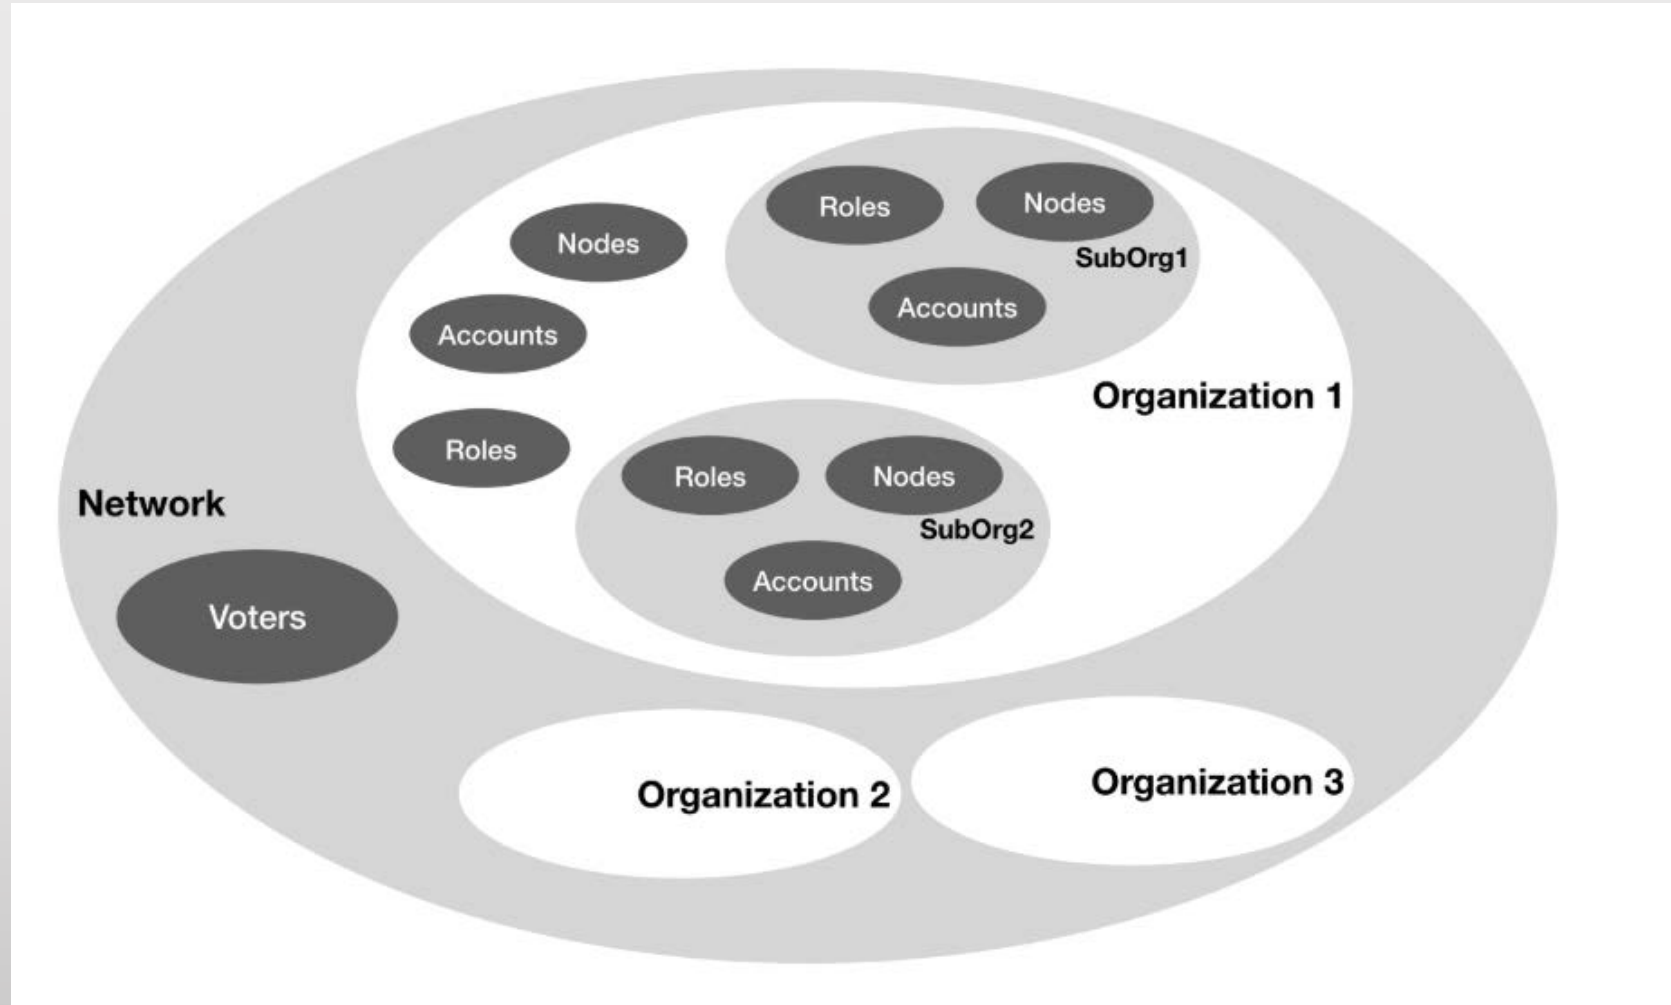 Roles
Nodes
Nodes
SubOrg1
Accounts
Accounts
Organization 1
Roles
Roles
Nodes
Network
SubOrg2
Accounts
Voters
Organization 2
Organization 3